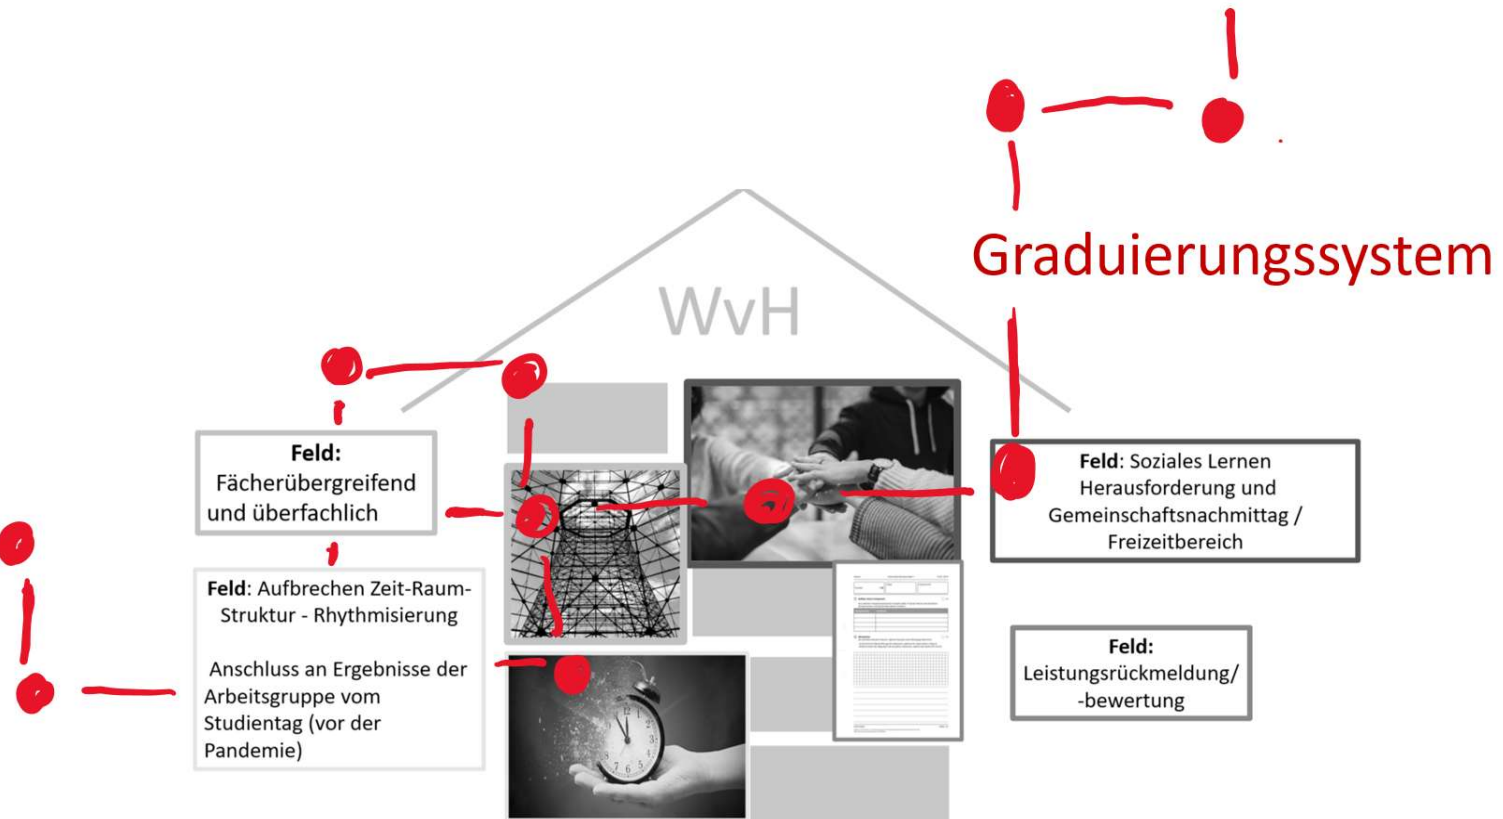 Graduierungssystem
WvH
Feld:
Fächerübergreifend
und überfachlich
Feld: Aufbrechen Zeit-Raum-
Struktur - Rhythmisierung
Anschluss an Ergebnisse der
Arbeitsgruppe vom
Studientag (vor der
Pandemie)
Feld: Soziales Lernen
Herausforderung und
Gemeinschaftsnachmittag /
Freizeitbereich
Feld:
Leistungsrückmeldung/
-bewertung